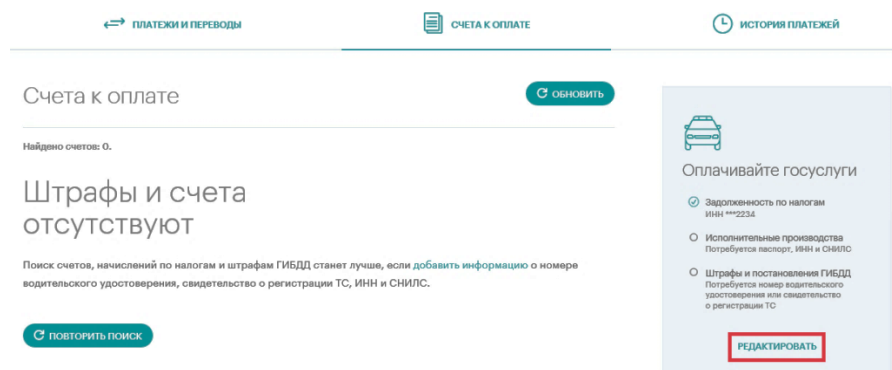 ПЛАТЕЖИ И ПЕРЕВОДЫ
СЧЕТА К ОПЛАТЕ
ИСТОРИЯ ПЛАТЕЖЕЙ
Счета к оплате
ОБНОВИТЬ
Найдено счетов: 0.
Штрафы и счета
отсутствуют
Поиск счетов, начислений по налогам и штрафам ГИБДД станет лучше, если добавить информацию о номере
водительского удостоверения, свидетельство о регистрации ТС, ИНН и СНИЛС.
ПОВТОРИТЬ ПОИСК
Оплачивайте госуслуги
Задолженность по налогам
ИНН ***2234
Исполнительные производства
Потребуется паспорт, ИНН и СНИЛС
Штрафы и постановления ГИБДД
Потребуется номер водительского
удостоверения или свидетельство
о регистрации ТС
РЕДАКТИРОВАТЬ